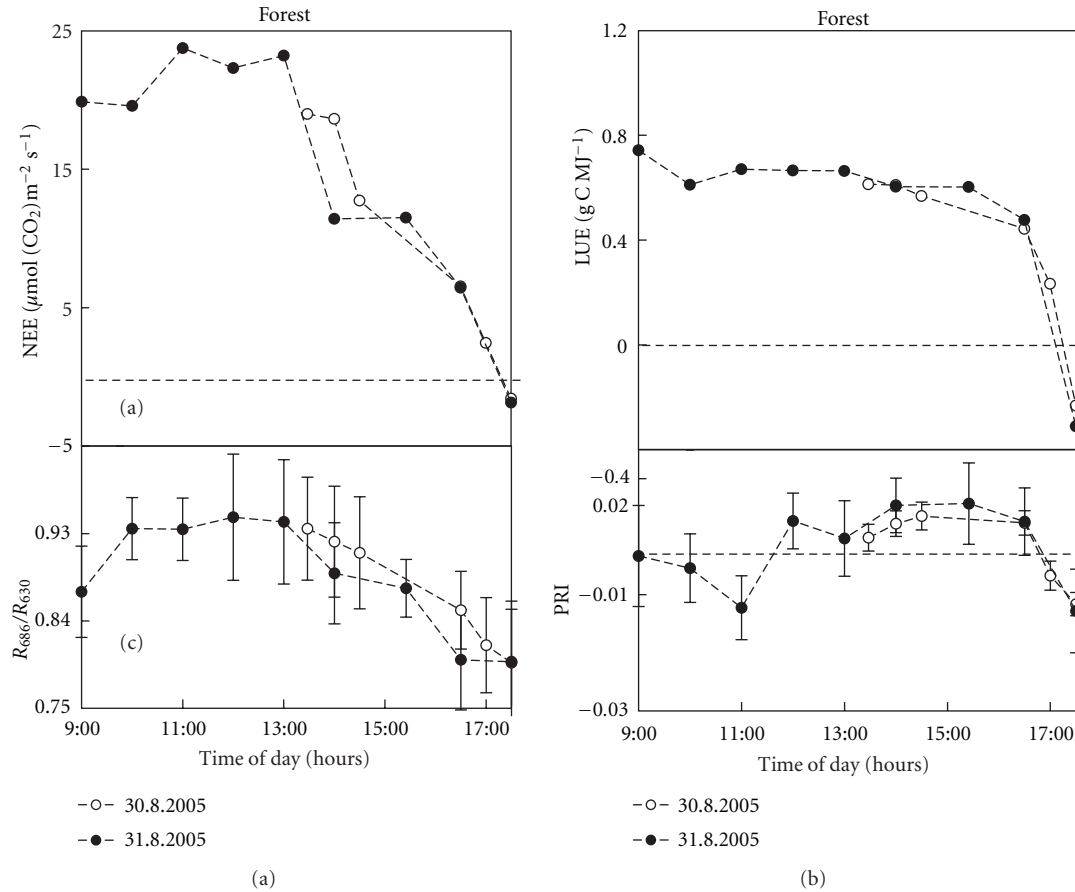 Forest
25
15
5
−5
NEE (µmol (CO₂) m⁻² s⁻¹)
(a)
0.93
0.84
0.75
R₆₈₆/R₆₃₀
(c)
9:00 11:00 13:00 15:00 17:00
Time of day (hours)
30.8.2005
31.8.2005
(a)
Forest
1.2
0.8
0.4
0
−0.4
LUE (g C MJ⁻¹)
0.02
−0.01
−0.03
PRI
9:00 11:00 13:00 15:00 17:00
Time of day (hours)
30.8.2005
31.8.2005
(b)